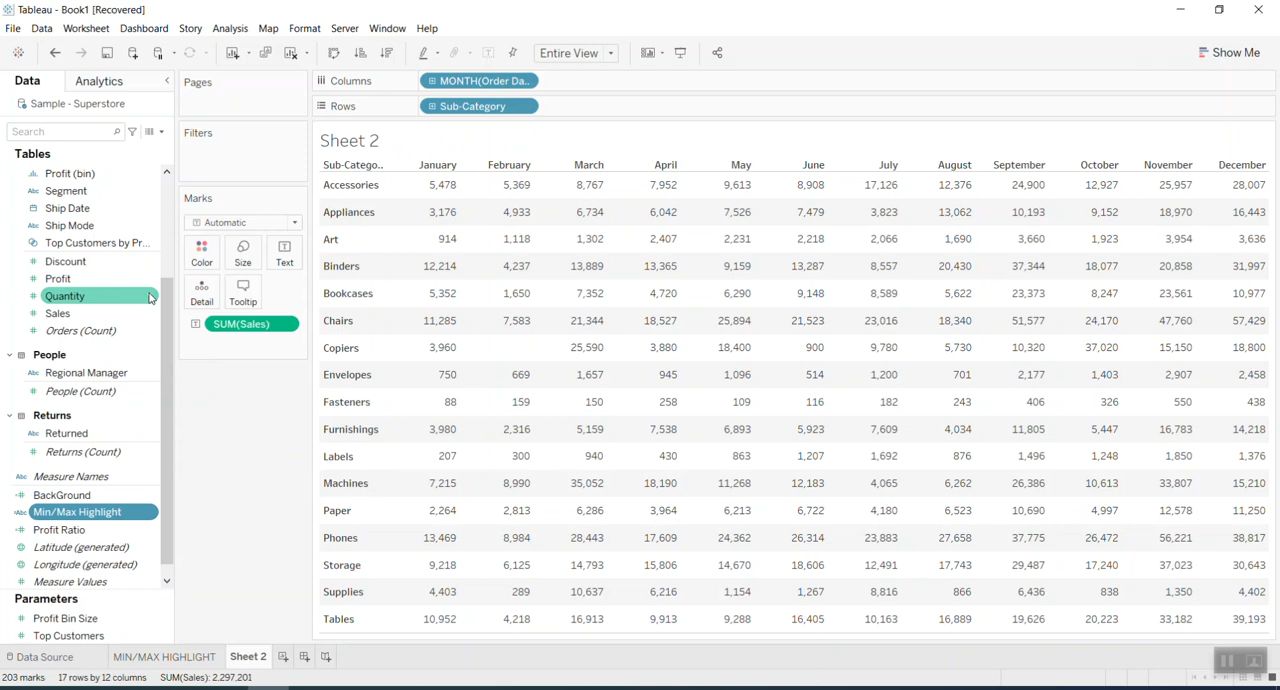 Tableau - Book1 [Recovered]
File Data Worksheet Dashboard Story Analysis Map Format Server Window Help
Entire View
Show Me
Data Analytics
Sample - Superstore
Search
Tables
Profit (bin)
Abc Segment
Ship Date
Abc Ship Mode
Top Customers by Pr...
# Discount
# Profit
# Quantity
# Sales
# Orders (Count)
People
Abc Regional Manager
# People (Count)
Returns
Abc Returned
# Returns (Count)
Abc Measure Names
=# BackGround
=Abc Min/Max Highlight
=# Profit Ratio
Latitude (generated)
Longitude (generated)
# Measure Values
Parameters
# Profit Bin Size
# Top Customers
Pages
Filters
Marks
T Automatic
Color Size T Text
Detail Tooltip
T SUM(Sales)
iii Columns MONTH(Order Da..
Rows Sub-Category
Sheet 2
Sub-Catego.. January February March April May June July August September October November December
Accessories 5,478 5,369 8,767 7,952 9,613 8,908 17,126 12,376 24,900 12,927 25,957 28,007
Appliances 3,176 4,933 6,734 6,042 7,526 7,479 3,823 13,062 10,193 9,152 18,970 16,443
Art 914 1,118 1,302 2,407 2,231 2,218 2,066 1,690 3,660 1,923 3,954 3,636
Binders 12,214 4,237 13,889 13,365 9,159 13,287 8,557 20,430 37,344 18,077 20,858 31,997
Bookcases 5,352 1,650 7,352 4,720 6,290 9,148 8,589 5,622 23,373 8,247 23,561 10,977
Chairs 11,285 7,583 21,344 18,527 25,894 21,523 23,016 18,340 51,577 24,170 47,760 57,429
Copiers 3,960 25,590 3,880 18,400 900 9,780 5,730 10,320 37,020 15,150 18,800
Envelopes 750 669 1,657 945 1,096 514 1,200 701 2,177 1,403 2,907 2,458
Fasteners 88 159 150 258 109 116 182 243 406 326 550 438
Furnishings 3,980 2,316 5,159 7,538 6,893 5,923 7,609 4,034 11,805 5,447 16,783 14,218
Labels 207 300 940 430 863 1,207 1,692 876 1,496 1,248 1,850 1,376
Machines 7,215 8,990 35,052 18,190 11,268 12,183 4,065 6,262 26,386 10,613 33,807 15,210
Paper 2,264 2,813 6,286 3,964 6,213 6,722 4,180 6,523 10,690 4,997 12,578 11,250
Phones 13,469 8,984 28,443 17,609 24,362 26,314 23,883 27,658 37,775 26,472 56,221 38,817
Storage 9,218 6,125 14,793 15,806 14,670 18,606 12,491 17,743 29,487 17,240 37,023 30,643
Supplies 4,403 289 10,637 6,216 1,154 1,267 8,816 866 6,436 838 1,350 4,402
Tables 10,952 4,218 16,913 9,913 9,288 16,405 10,163 16,889 19,626 20,223 33,182 39,193
Data Source MIN/MAX HIGHLIGHT Sheet 2
203 marks 17 rows by 12 columns SUM(Sales): 2,297,201